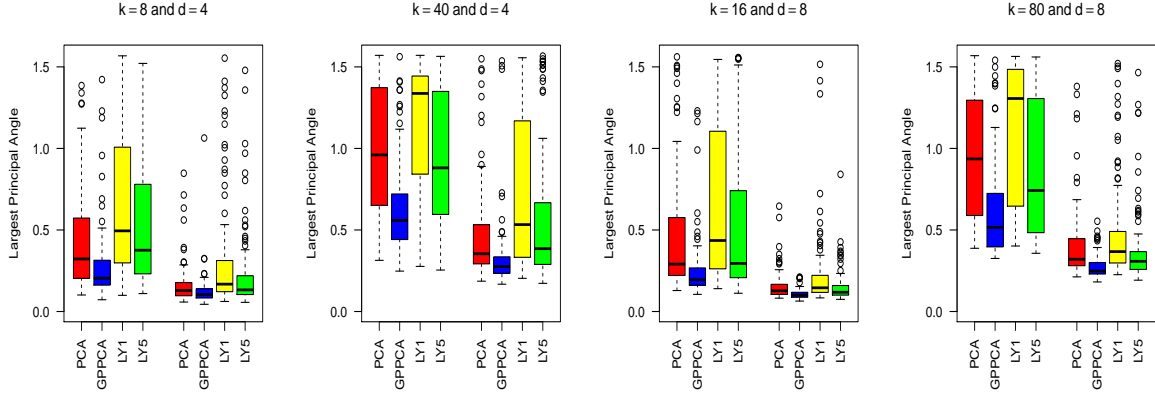 k = 8 and d = 4
Largest Principal Angle
1.5
1.0
0.5
0.0
PCA
GPPCA
LY1
LY5
PCA
GPPCA
LY1
LY5
k = 40 and d = 4
Largest Principal Angle
1.5
1.0
0.5
0.0
PCA
GPPCA
LY1
LY5
PCA
GPPCA
LY1
LY5
k = 16 and d = 8
Largest Principal Angle
1.5
1.0
0.5
0.0
PCA
GPPCA
LY1
LY5
PCA
GPPCA
LY1
LY5
k = 80 and d = 8
Largest Principal Angle
1.5
1.0
0.5
0.0
PCA
GPPCA
LY1
LY5
PCA
GPPCA
LY1
LY5